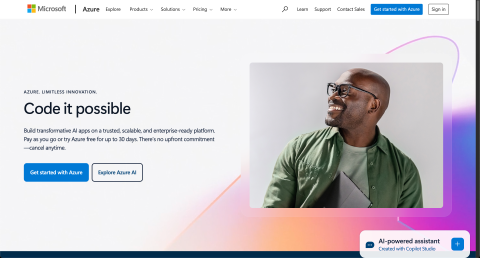 Microsoft
Azure
Explore
Products
Solutions
Pricing
More
Learn
Support
Contact Sales
Get started with Azure
Sign in
AZURE. LIMITLESS INNOVATION.
Code it possible
Build transformative AI apps on a trusted, scalable, and enterprise-ready platform.
Pay as you go or try Azure free for up to 30 days. There's no upfront commitment
—cancel anytime.
Get started with Azure
Explore Azure AI
AI-powered assistant
Created with Copilot Studio